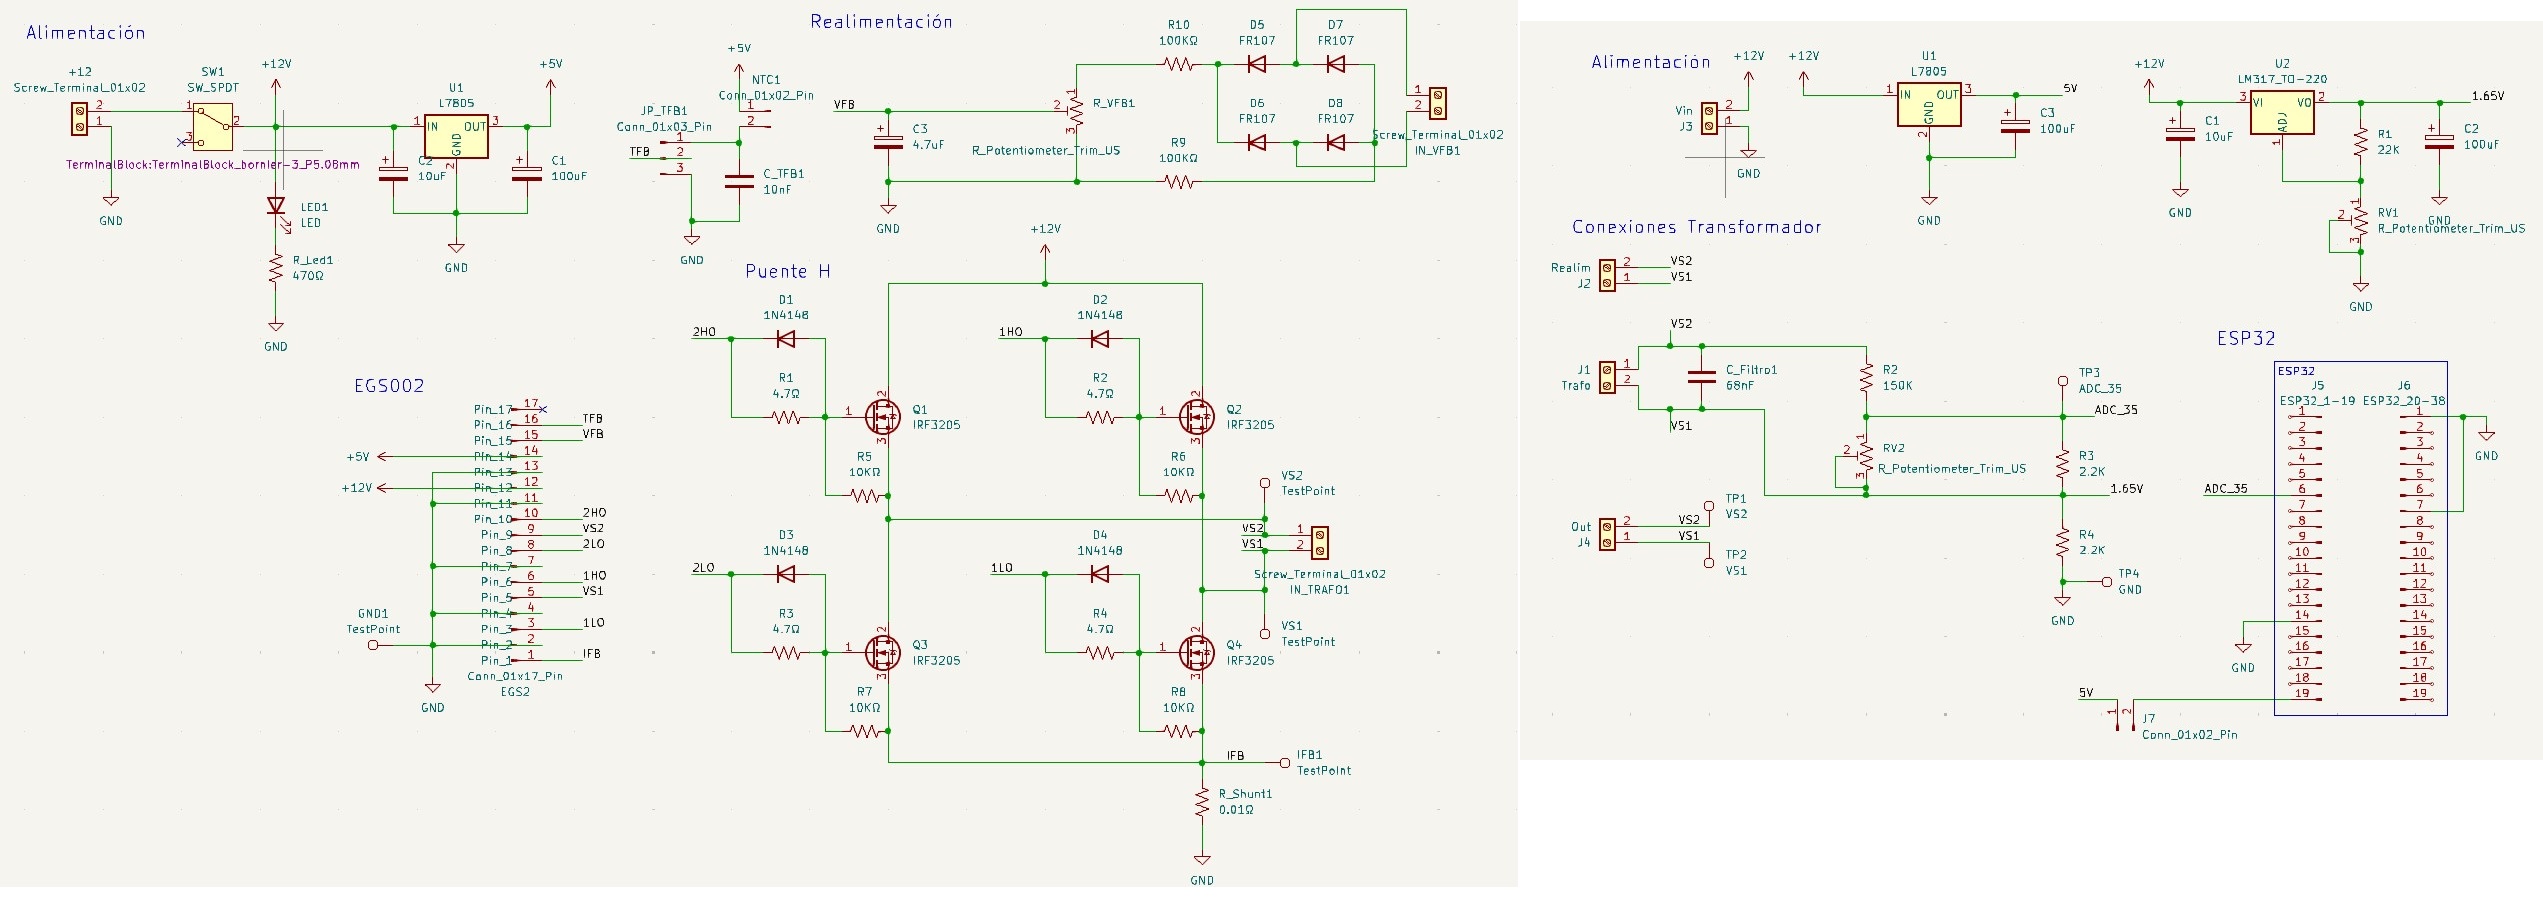 Alimentación
+12
Screw_Terminal_01x02
2
1
GND
SW1
SW_SPDT
1
2
3
TerminalBlock:TerminalBlock_bornier-3_P5.08mm
+12V
LED1
LED
R_Led1
470Ω
GND
U1
L7805
1
IN
OUT
3
GND
2
C2
10uF
C1
100uF
+5V
GND
Realimentación
+5V
NTC1
Conn_01x02_Pin
1
2
JP_TFB1
Conn_01x03_Pin
1
TFB
2
3
C_TFB1
10nF
GND
VFB
C3
4.7uF
GND
2
1
3
R_VFB1
R_Potentiometer_Trim_US
R10
100KΩ
R9
100KΩ
D5
FR107
D7
FR107
D6
FR107
D8
FR107
1
2
Screw_Terminal_01x02
IN_VFB1
Puente H
+12V
D1
1N4148
2HO
R1
4.7Ω
1
2
3
Q1
IRF3205
R5
10KΩ
D2
1N4148
1HO
R2
4.7Ω
1
2
3
Q2
IRF3205
R6
10KΩ
VS2
TestPoint
VS2
1
VS1
2
Screw_Terminal_01x02
IN_TRAFO1
VS1
TestPoint
D3
1N4148
2LO
R3
4.7Ω
1
2
3
Q3
IRF3205
R7
10KΩ
D4
1N4148
1LO
R4
4.7Ω
1
2
3
Q4
IRF3205
R8
10KΩ
IFB
IFB1
TestPoint
R_Shunt1
0.01Ω
GND
EGS002
Pin_17 17
Pin_16 16 TFB
Pin_15 15 VFB
+5V Pin_14 14
Pin_13 13
+12V Pin_12 12
Pin_11 11
Pin_10 10 2HO
Pin_9 9 VS2
Pin_8 8 2LO
Pin_7 7
Pin_6 6 1HO
Pin_5 5 VS1
Pin_4 4
Pin_3 3 1LO
Pin_2 2
Pin_1 1 IFB
Conn_01x17_Pin
EGS2
GND1
TestPoint
GND
Alimentación
+12V
Vin
J3
2
1
GND
+12V
U1
L7805
1
IN
OUT
3
GND
2
5V
C3
100uF
GND
+12V
U2
LM317_TO-220
3
VI
VO
2
ADJ
1
1.65V
C1
10uF
GND
R1
22K
C2
100uF
GND
1
2
3
RV1
R_Potentiometer_Trim_US
GND
Conexiones Transformador
Realim
J2
2
VS2
1
VS1
VS2
J1
Trafo
1
2
C_Filtro1
68nF
VS1
R2
150K
1
2
3
RV2
R_Potentiometer_Trim_US
TP3
ADC_35
ADC_35
R3
2.2K
1.65V
R4
2.2K
TP4
GND
GND
Out
J4
2
VS2
1
VS1
TP1
VS2
TP2
VS1
ESP32
ESP32
J5
ESP32_1-19
J6
ESP32_20-38
1 1
2 2
3 3
4 4
5 5
ADC_35 6 6
7 7
8 8
9 9
10 10
11 11
12 12
13 13
14 14
15 15
16 16
17 17
18 18
19 19
GND
GND
5V
1
2
J7
Conn_01x02_Pin